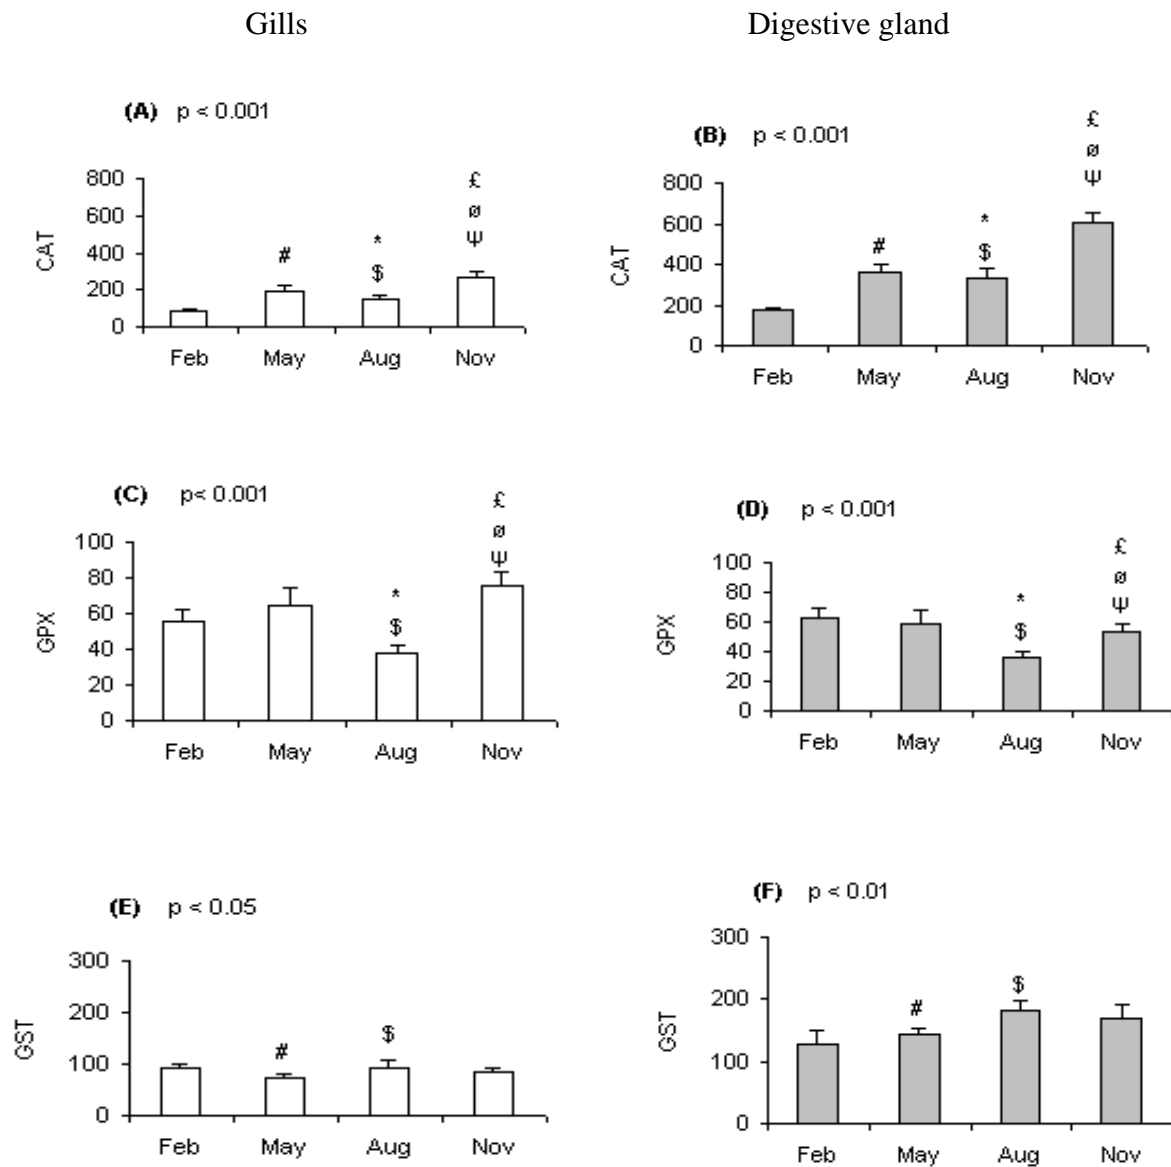 Gills
Digestive gland
(A) p < 0.001
£
ø
Ψ
*
$
#
800
600
400
200
0
CAT
Feb May Aug Nov
(B) p < 0.001
£
ø
Ψ
*
$
#
800
600
400
200
0
CAT
Feb May Aug Nov
(C) p< 0.001
£
ø
Ψ
*
$
100
80
60
40
20
0
GPX
Feb May Aug Nov
(D) p < 0.001
£
ø
Ψ
*
$
100
80
60
40
20
0
GPX
Feb May Aug Nov
(E) p < 0.05
$
#
300
200
100
0
GST
Feb May Aug Nov
(F) p < 0.01
$
#
300
200
100
0
GST
Feb May Aug Nov